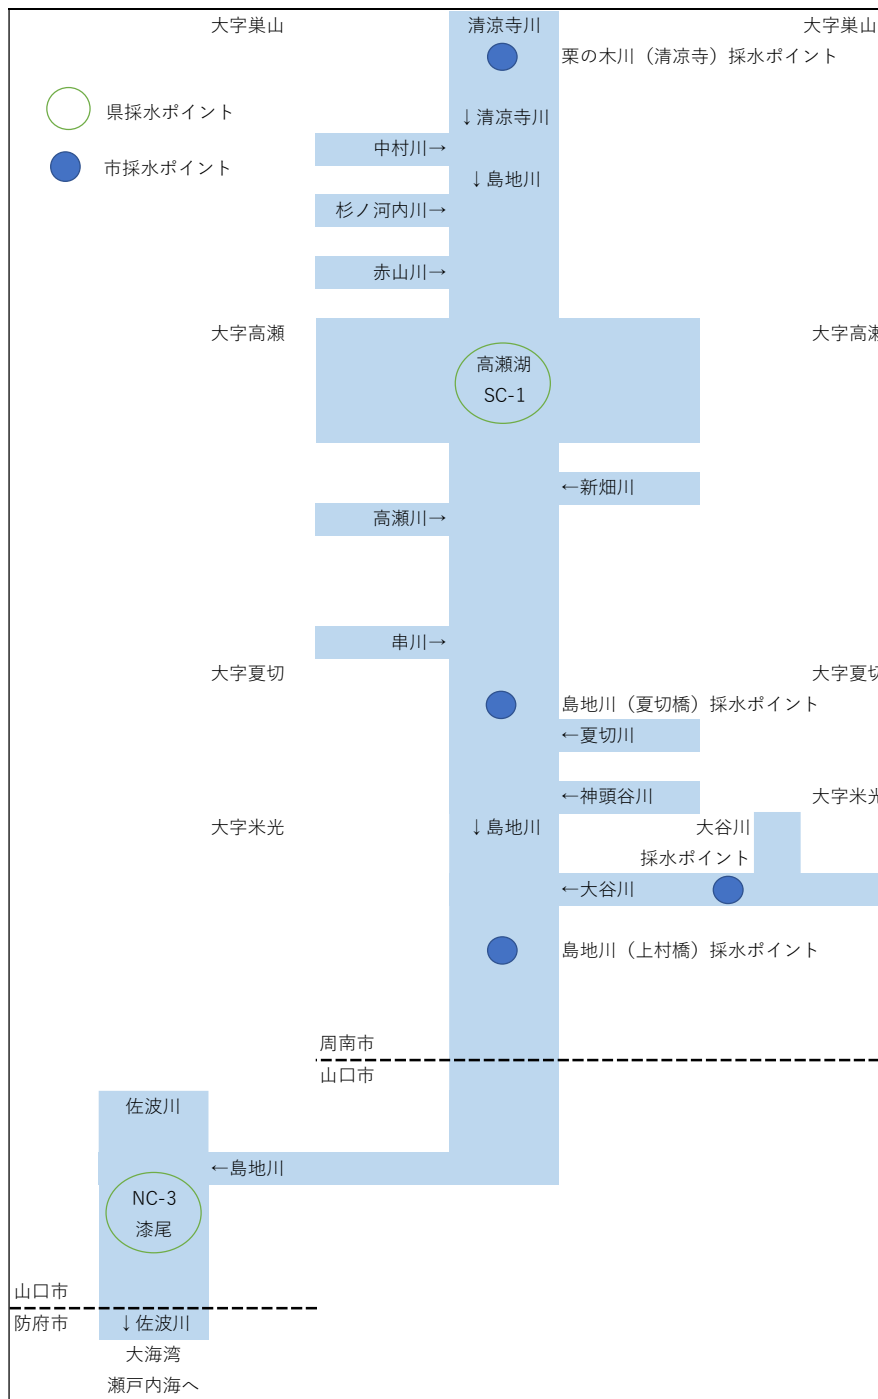 大字巣山
清涼寺川
大字巣山
栗の木川（清凉寺）採水ポイント
県採水ポイント
↓清凉寺川
中村川→
市採水ポイント
↓島地川
杉ノ河内川→
赤山川→
大字高瀬
大字高瀬
高瀬湖
SC-1
←新畑川
高瀬川→
串川→
大字夏切
大字夏切
島地川（夏切橋）採水ポイント
←夏切川
←神頭谷川
大字米光
大字米光
↓島地川
大谷川
採水ポイント
←大谷川
島地川（上村橋）採水ポイント
周南市
山口市
佐波川
←島地川
NC-3
漆尾
山口市
防府市
↓佐波川
大海湾
瀬戸内海へ